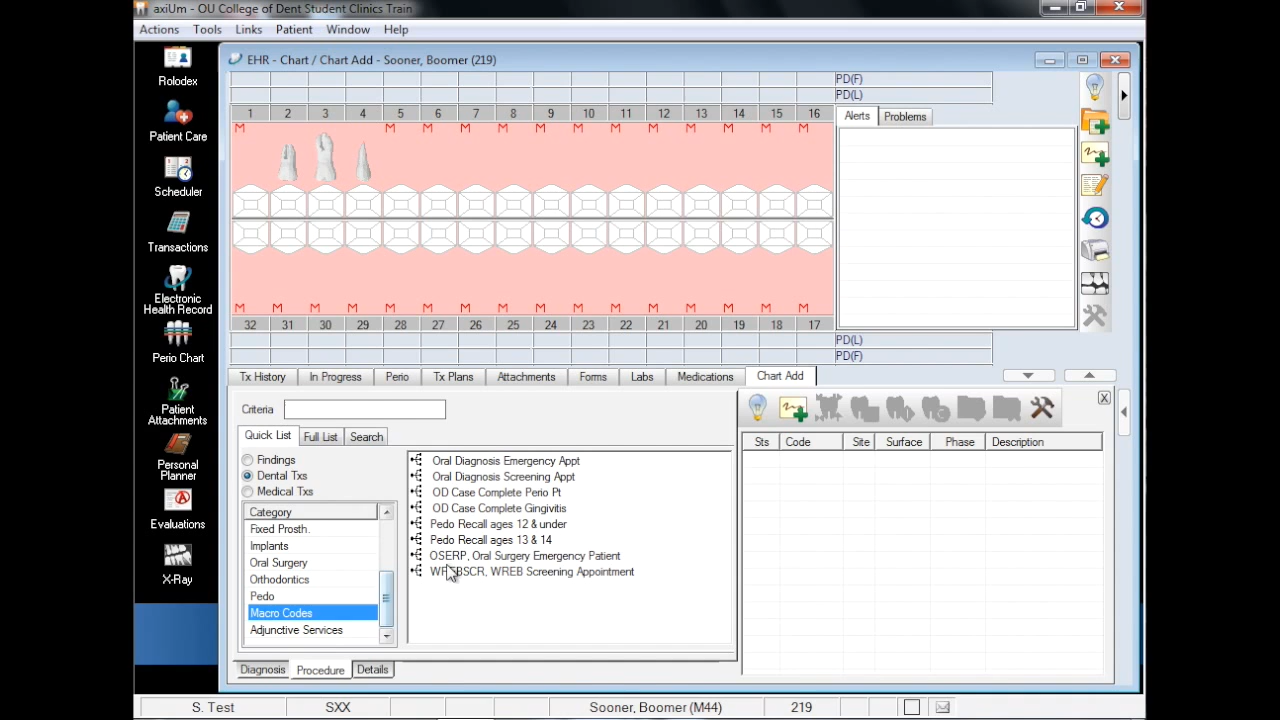 axiUm - OU College of Dent Student Clinics Train
Actions Tools Links Patient Window Help
Rolodex
Patient Care
Scheduler
Transactions
Electronic
Health Record
Perio Chart
Patient
Attachments
Personal
Planner
Evaluations
X-Ray
EHR - Chart / Chart Add - Sooner, Boomer (219)
PD(F)
PD(L)
1 2 3 4 5 6 7 8 9 10 11 12 13 14 15 16
M M M M M M M M M M M M M
M M M M M M M M M M M M M M M M
32 31 30 29 28 27 26 25 24 23 22 21 20 19 18 17
PD(L)
PD(F)
Alerts Problems
Tx History In Progress Perio Tx Plans Attachments Forms Labs Medications Chart Add
Criteria
Quick List Full List Search
Findings
Dental Txs
Medical Txs
Category
Fixed Prosth.
Implants
Oral Surgery
Orthodontics
Pedo
Macro Codes
Adjunctive Services
Oral Diagnosis Emergency Appt
Oral Diagnosis Screening Appt
OD Case Complete Perio Pt
OD Case Complete Gingivitis
Pedo Recall ages 12 & under
Pedo Recall ages 13 & 14
OSERP, Oral Surgery Emergency Patient
WREBSCR, WREB Screening Appointment
Diagnosis Procedure Details
X
Sts Code Site Surface Phase Description
S. Test SXX Sooner, Boomer (M44) 219